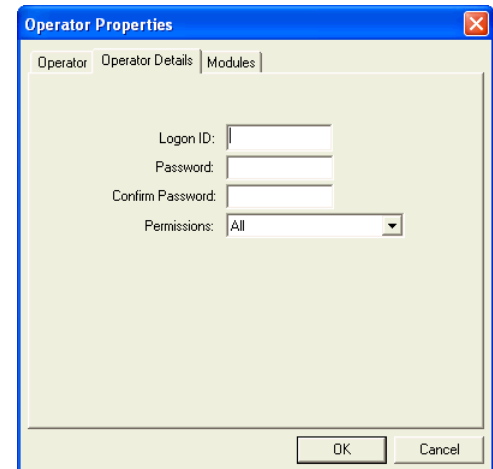 Operator Properties
Operator Operator Details Modules
Logon ID:
Password:
Confirm Password:
Permissions: All
OK Cancel